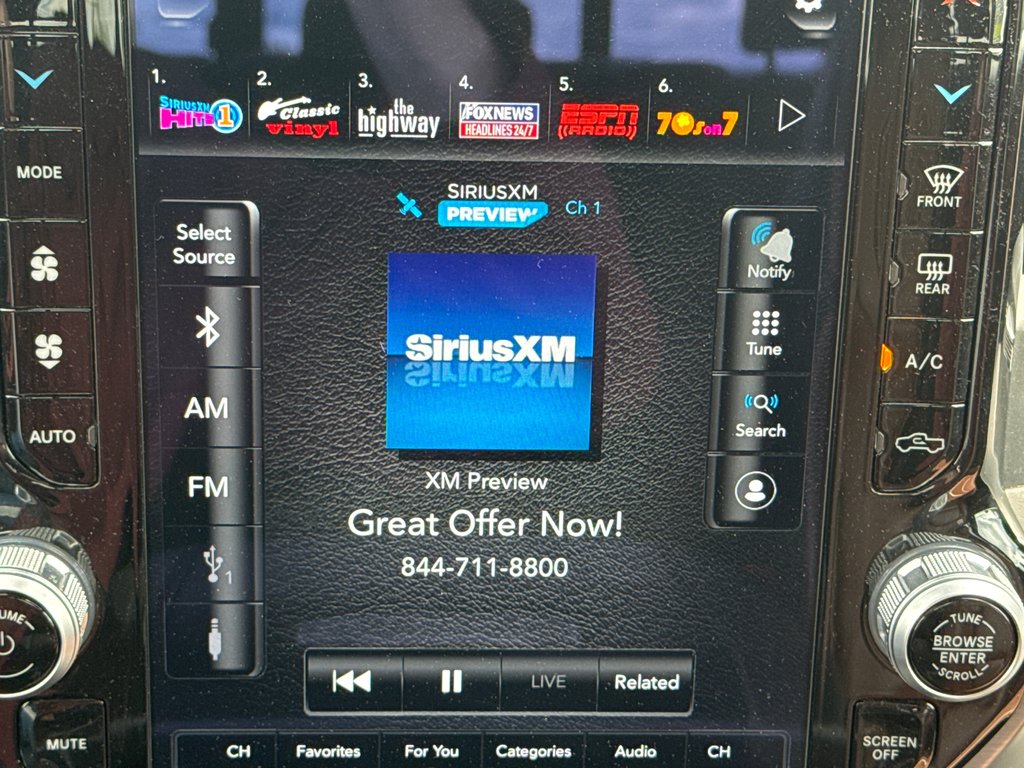 1.
SIRIUSXM
HITS 1
2.
Classic
vinyl
3.
the
highway
4.
FOX NEWS
HEADLINES 24/7
5.
ESPN
RADIO
6.
70s on 7
MODE
AUTO
UME
MUTE
Select
Source
AM
FM
1
SIRIUSXM
PREVIEW
Ch 1
SiriusXM
XM Preview
Great Offer Now!
844-711-8800
Notify
Tune
Search
LIVE
Related
CH
Favorites
For You
Categories
Audio
CH
FRONT
REAR
A/C
TUNE
BROWSE
ENTER
SCROLL
SCREEN
OFF